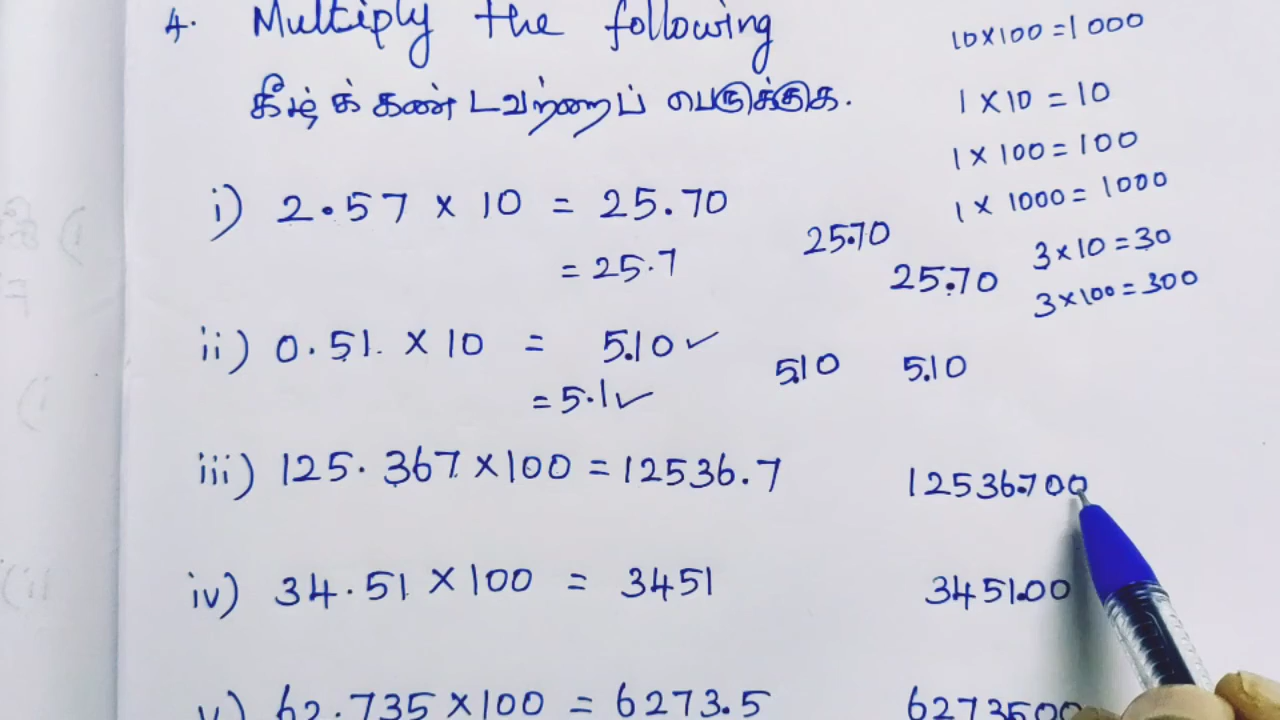 4. Multiply the following
கீழ்க் கண்டவற்றைப் பெருக்குக.
10×100=1000
1 × 10 = 10
1 × 100 = 100
1 × 1000 = 1000
3×10=30
3×100=300
i) 2.57 × 10 = 25.70
= 25.7
25.70
25.70
ii) 0.51 × 10 = 5.10 ✓
= 5.1 ✓
5.10 5.10
iii) 125.367×100 = 12536.7 12536.700
iv) 34.51 × 100 = 3451 3451.00
v) 62.735 ×100 = 6273.5 6273500